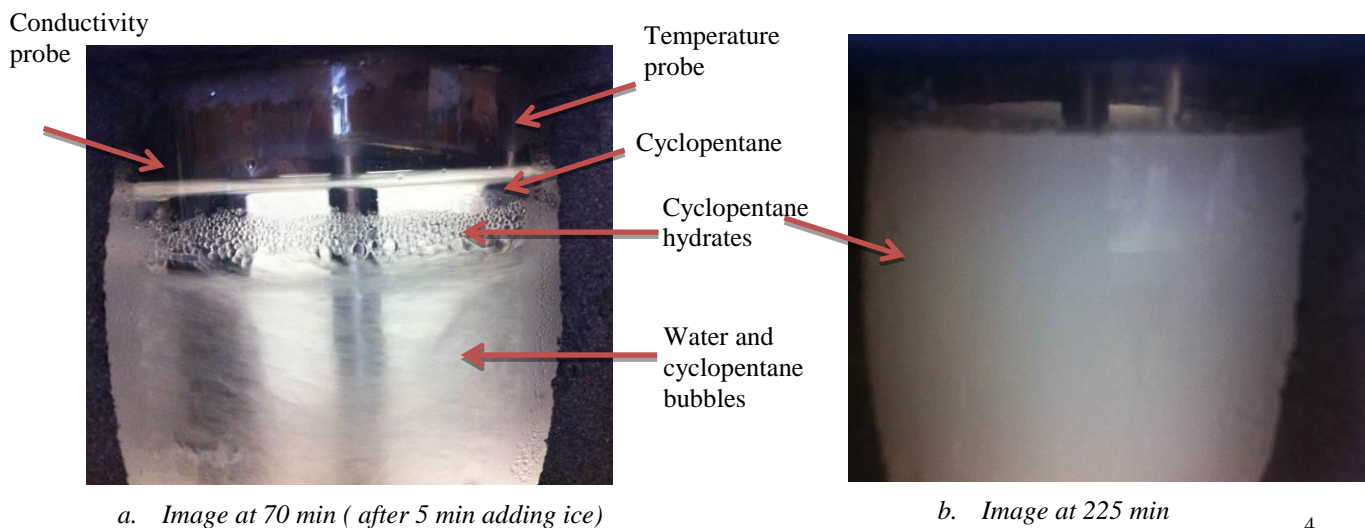 Conductivity
probe
Temperature
probe
Cyclopentane
Cyclopentane
hydrates
Water and
cyclopentane
bubbles
a. Image at 70 min ( after 5 min adding ice)
b. Image at 225 min
4